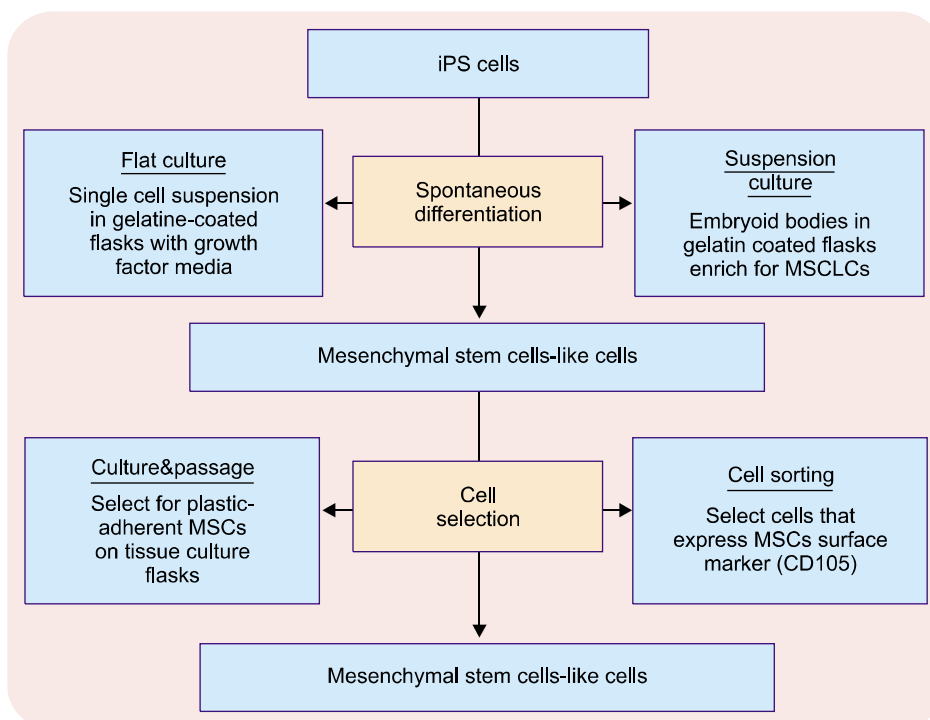 iPS cells
Flat culture
Single cell suspension
in gelatine-coated
flasks with growth
factor media
Spontaneous
differentiation
Suspension
culture
Embryoid bodies in
gelatin coated flasks
enrich for MSCLCs
Mesenchymal stem cells-like cells
Culture&passage
Select for plastic-
adherent MSCs
on tissue culture
flasks
Cell
selection
Cell sorting
Select cells that
express MSCs surface
marker (CD105)
Mesenchymal stem cells-like cells